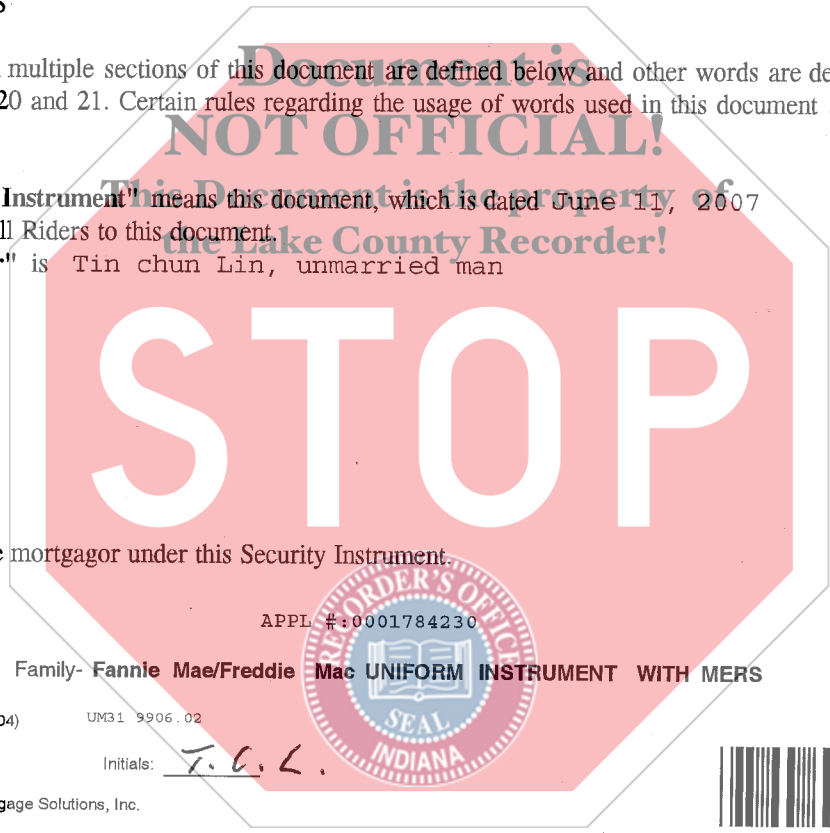 multiple sections of this document are defined below and other words are de
20 and 21. Certain rules regarding the usage of words used in this document
Document is
NOT OFFICIAL!
This Document is the property of
the Lake County Recorder!
Instrument" means this document, which is dated June 11, 2007
ll Riders to this document.
r" is Tin chun Lin, unmarried man
STOP
mortgagor under this Security Instrument.
APPL #:0001784230
RECORDER'S OFFICE
SEAL
INDIANA
Family- Fannie Mae/Freddie Mac UNIFORM INSTRUMENT WITH MERS
04) UM31 9906.02
Initials: T. C. L.
gage Solutions, Inc.